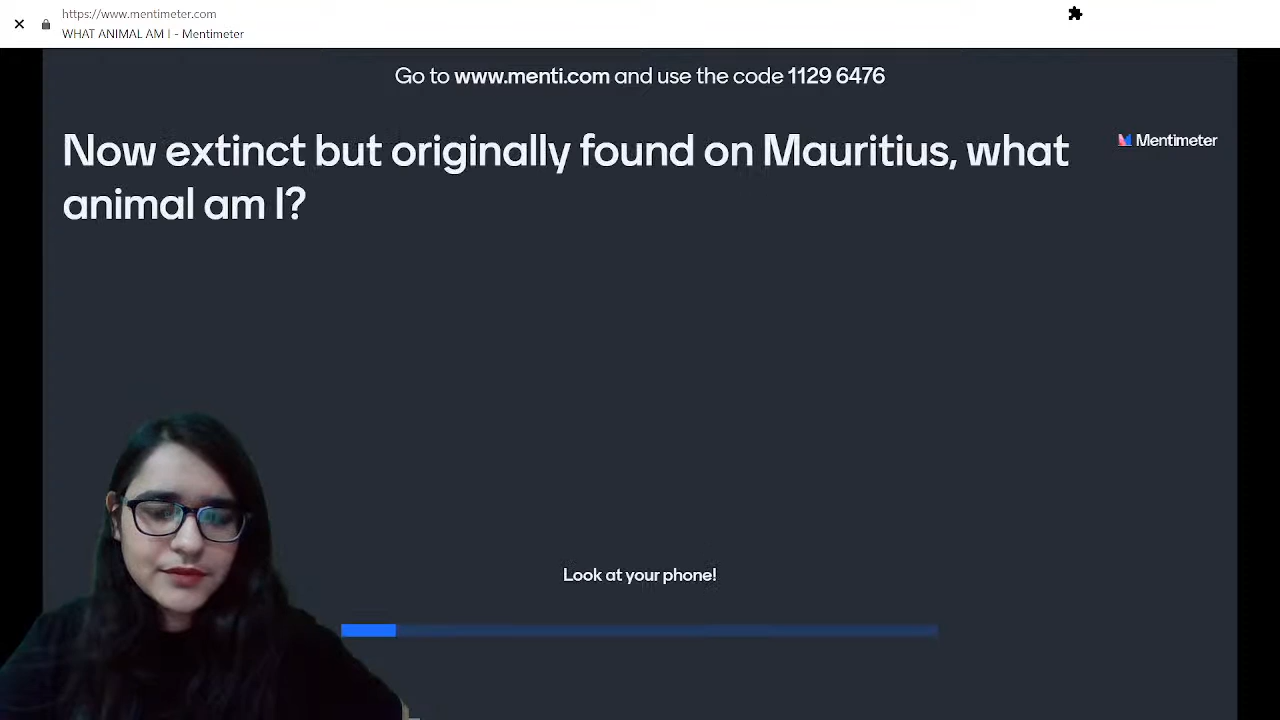 https://www.mentimeter.com
WHAT ANIMAL AM I - Mentimeter
Go to www.menti.com and use the code 1129 6476
Now extinct but originally found on Mauritius, what
animal am I?
Mentimeter
Look at your phone!